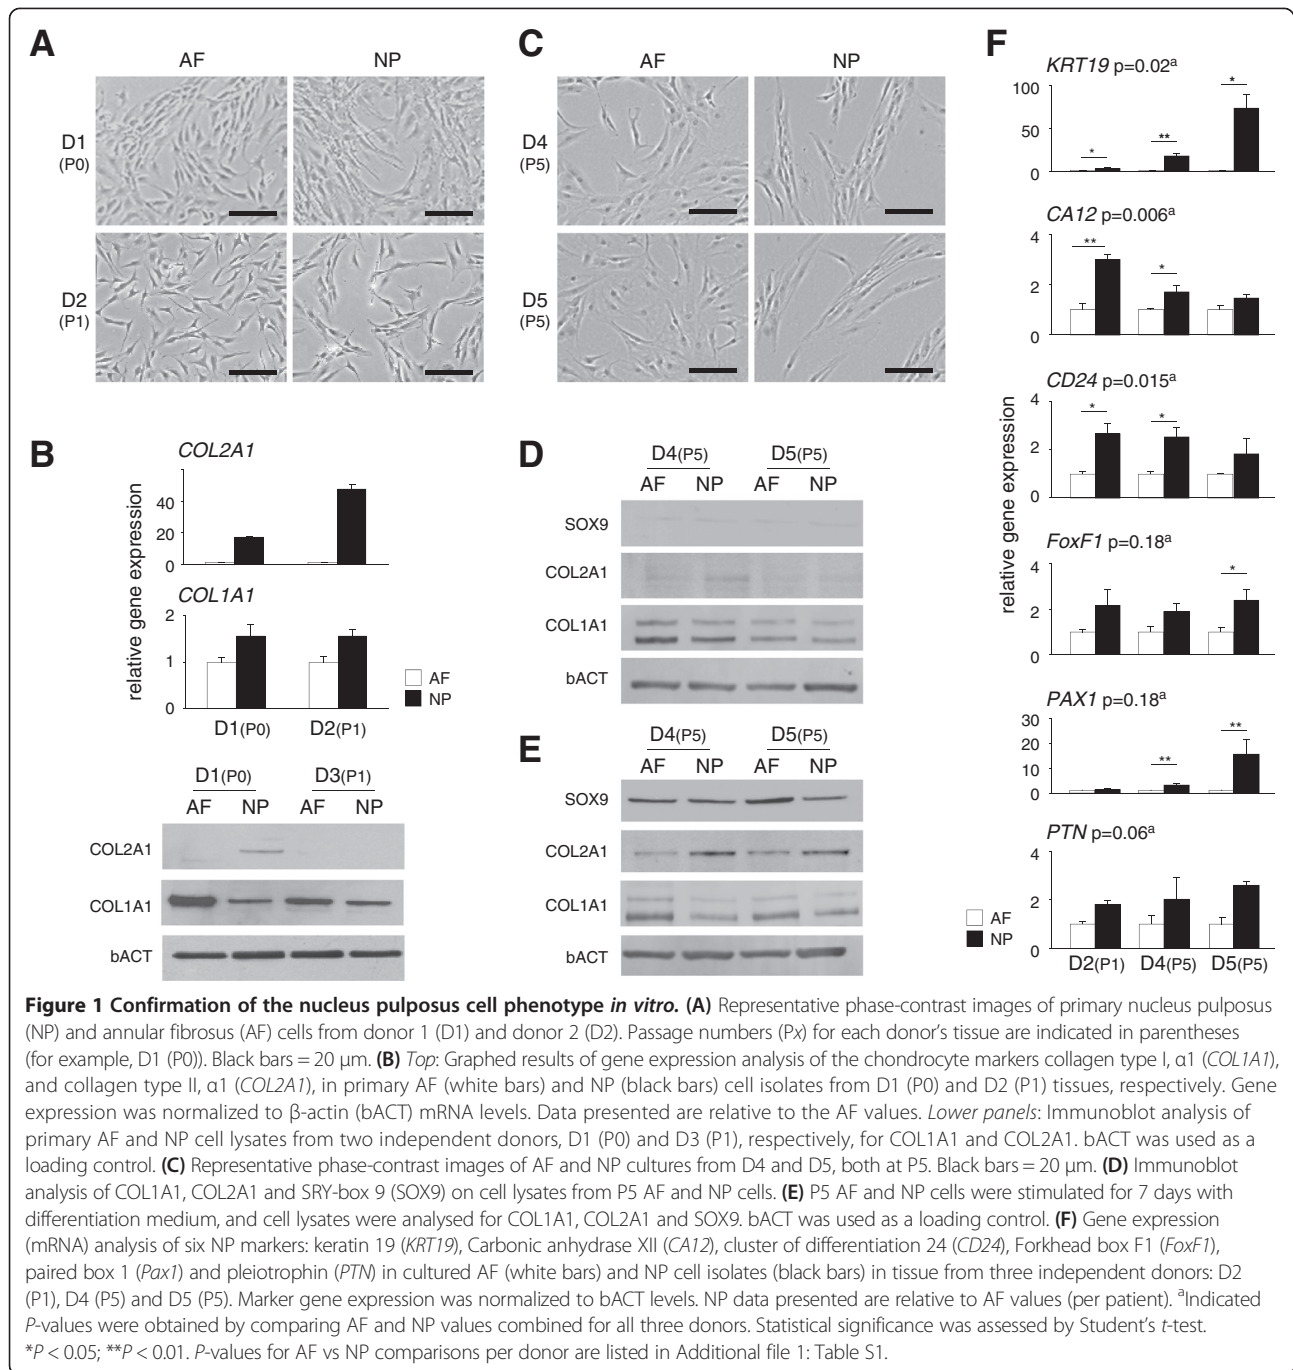 A
AF NP
D1
(P0)
D2
(P1)
B
COL2A1
40
20
0
COL1A1
2
1
0
relative gene expression
D1(P0) D2(P1)
AF
NP
D1(P0) D3(P1)
AF NP AF NP
COL2A1
COL1A1
bACT
C
AF NP
D4
(P5)
D5
(P5)
D
D4(P5) D5(P5)
AF NP AF NP
SOX9
COL2A1
COL1A1
bACT
E
D4(P5) D5(P5)
AF NP AF NP
SOX9
COL2A1
COL1A1
bACT
F
relative gene expression
KRT19 p=0.02ᵃ
100
50
0
* ** *
CA12 p=0.006ᵃ
4
2
0
** *
CD24 p=0.015ᵃ
4
2
0
* *
FoxF1 p=0.18ᵃ
4
2
0
*
PAX1 p=0.18ᵃ
30
20
10
0
** **
PTN p=0.06ᵃ
4
2
0
AF
NP
D2(P1) D4(P5) D5(P5)
Figure 1 Confirmation of the nucleus pulposus cell phenotype in vitro. (A) Representative phase-contrast images of primary nucleus pulposus
(NP) and annular fibrosus (AF) cells from donor 1 (D1) and donor 2 (D2). Passage numbers (Px) for each donor's tissue are indicated in parentheses
(for example, D1 (P0)). Black bars = 20 μm. (B) Top: Graphed results of gene expression analysis of the chondrocyte markers collagen type I, α1 (COL1A1),
and collagen type II, α1 (COL2A1), in primary AF (white bars) and NP (black bars) cell isolates from D1 (P0) and D2 (P1) tissues, respectively. Gene
expression was normalized to β-actin (bACT) mRNA levels. Data presented are relative to the AF values. Lower panels: Immunoblot analysis of
primary AF and NP cell lysates from two independent donors, D1 (P0) and D3 (P1), respectively, for COL1A1 and COL2A1. bACT was used as a
loading control. (C) Representative phase-contrast images of AF and NP cultures from D4 and D5, both at P5. Black bars = 20 μm. (D) Immunoblot
analysis of COL1A1, COL2A1 and SRY-box 9 (SOX9) on cell lysates from P5 AF and NP cells. (E) P5 AF and NP cells were stimulated for 7 days with
differentiation medium, and cell lysates were analysed for COL1A1, COL2A1 and SOX9. bACT was used as a loading control. (F) Gene expression
(mRNA) analysis of six NP markers: keratin 19 (KRT19), Carbonic anhydrase XII (CA12), cluster of differentiation 24 (CD24), Forkhead box F1 (FoxF1),
paired box 1 (Pax1) and pleiotrophin (PTN) in cultured AF (white bars) and NP cell isolates (black bars) in tissue from three independent donors: D2
(P1), D4 (P5) and D5 (P5). Marker gene expression was normalized to bACT levels. NP data presented are relative to AF values (per patient). ᵃIndicated
P-values were obtained by comparing AF and NP values combined for all three donors. Statistical significance was assessed by Student's t-test.
*P < 0.05; **P < 0.01. P-values for AF vs NP comparisons per donor are listed in Additional file 1: Table S1.